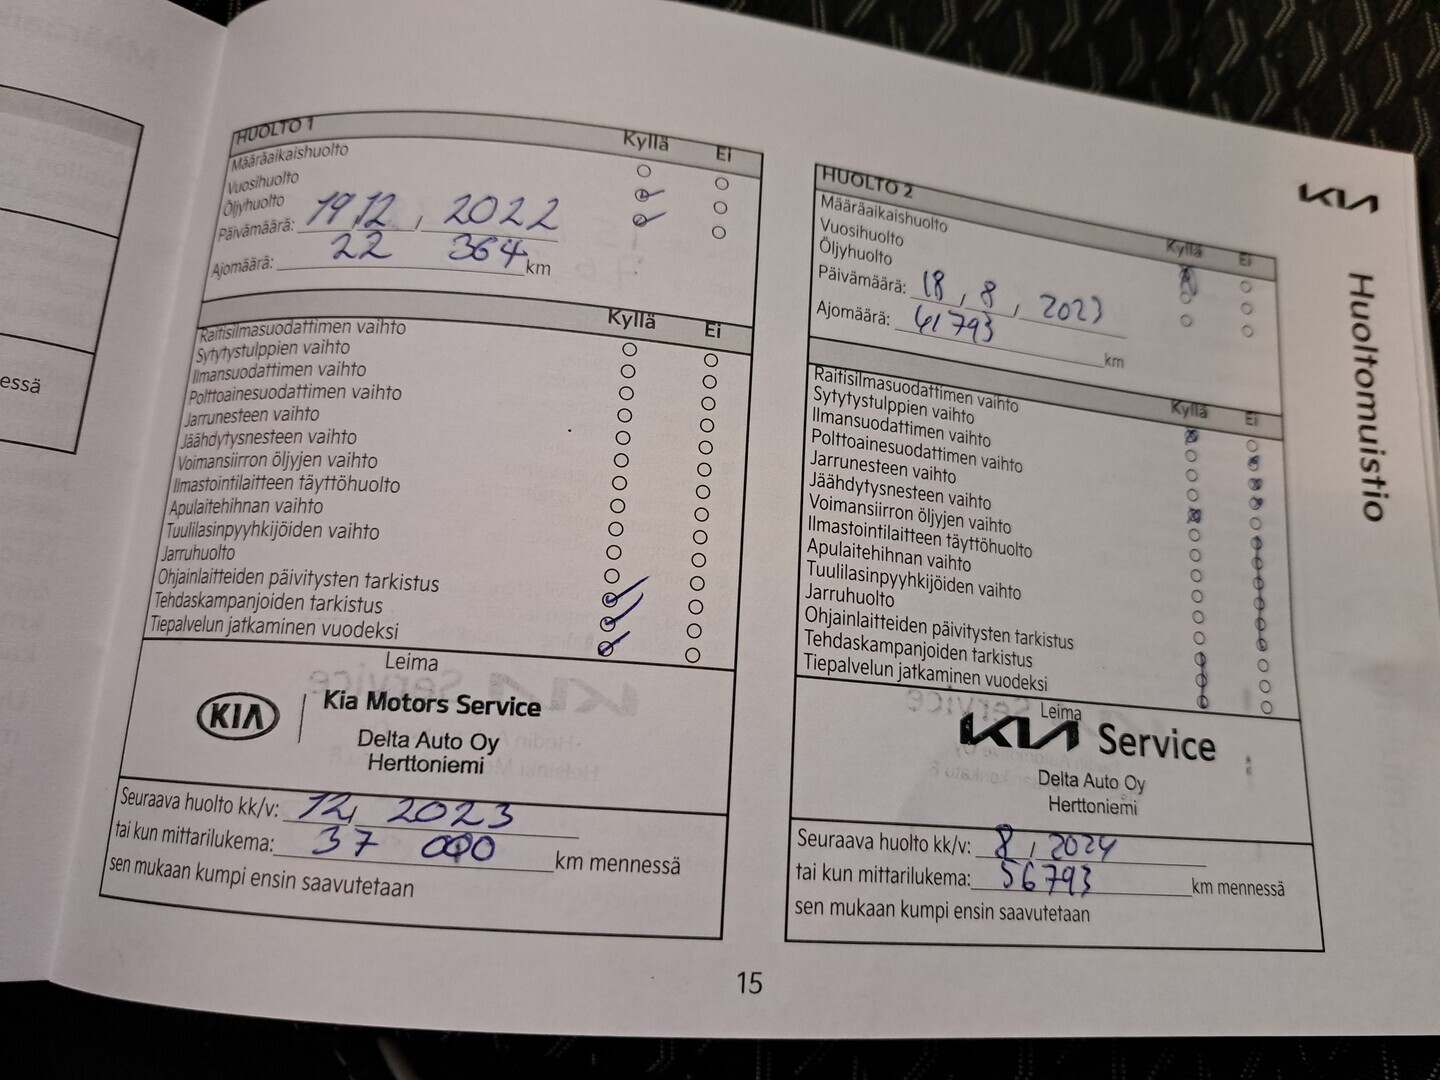 essä
HUOLTO 1
Kyllä Ei
Määräaikaishuolto
Vuosihuolto
Öljyhuolto
Päivämäärä: 19,12, 2022
Ajomäärä: 22 364 km
Kyllä Ei
Raitisilmasuodattimen vaihto
Sytytystulppien vaihto
Ilmansuodattimen vaihto
Polttoainesuodattimen vaihto
Jarrunesteen vaihto
Jäähdytysnesteen vaihto
Voimansiirron öljyjen vaihto
Ilmastointilaitteen täyttöhuolto
Apulaitehihnan vaihto
Tuulilasinpyyhkijöiden vaihto
Jarruhuolto
Ohjainlaitteiden päivitysten tarkistus
Tehdaskampanjoiden tarkistus
Tiepalvelun jatkaminen vuodeksi
Leima
KIA Kia Motors Service
Delta Auto Oy
Herttoniemi
Seuraava huolto kk/v: 12, 2023
tai kun mittarilukema: 37 000 km mennessä
sen mukaan kumpi ensin saavutetaan
HUOLTO 2
Kyllä Ei
Määräaikaishuolto
Vuosihuolto
Öljyhuolto
Päivämäärä: 18, 8, 2023
Ajomäärä: 41793 km
Kyllä Ei
Raitisilmasuodattimen vaihto
Sytytystulppien vaihto
Ilmansuodattimen vaihto
Polttoainesuodattimen vaihto
Jarrunesteen vaihto
Jäähdytysnesteen vaihto
Voimansiirron öljyjen vaihto
Ilmastointilaitteen täyttöhuolto
Apulaitehihnan vaihto
Tuulilasinpyyhkijöiden vaihto
Jarruhuolto
Ohjainlaitteiden päivitysten tarkistus
Tehdaskampanjoiden tarkistus
Tiepalvelun jatkaminen vuodeksi
Leima
KIA Service
Delta Auto Oy
Herttoniemi
Seuraava huolto kk/v: 8, 2024
tai kun mittarilukema: 56793 km mennessä
sen mukaan kumpi ensin saavutetaan
KIA
Huoltomuistio
15